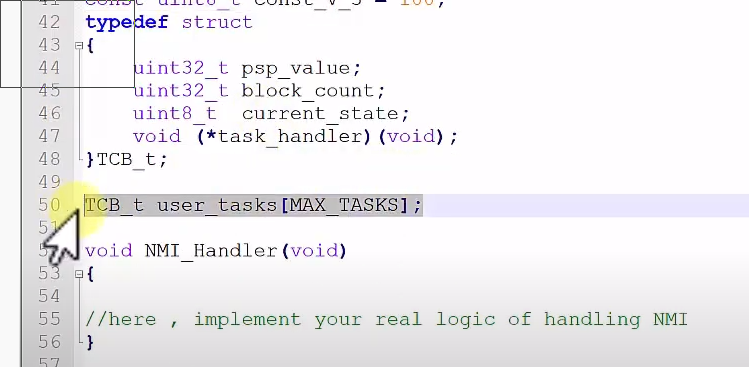 41 const uint8_t const_v_3 = 100;
42 typedef struct
43 {
44 uint32_t psp_value;
45 uint32_t block_count;
46 uint8_t current_state;
47 void (*task_handler)(void);
48 }TCB_t;
49
50 TCB_t user_tasks[MAX_TASKS];
51
void NMI_Handler(void)
53 {
54
55 //here , implement your real logic of handling NMI
56 }
57